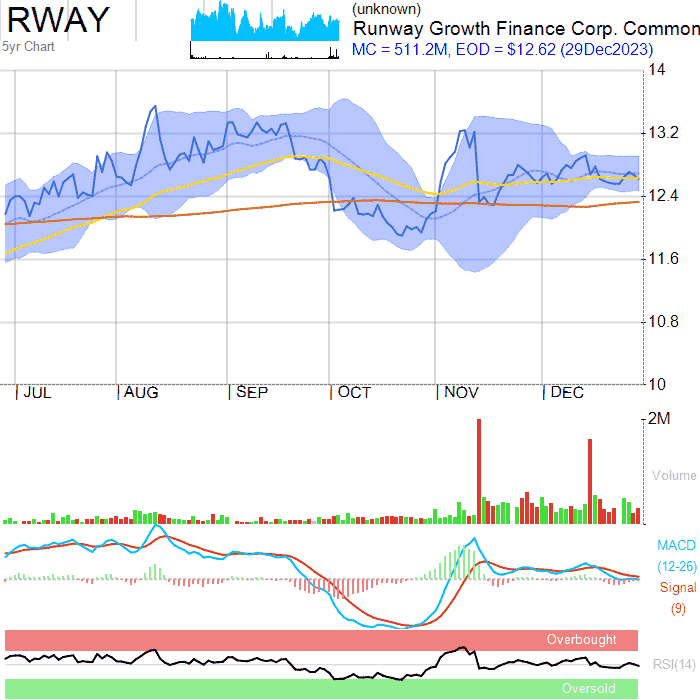 RWAY
5yr Chart
(unknown)
Runway Growth Finance Corp. Common
MC = 511.2M, EOD = $12.62 (29Dec2023)
14
13.2
12.4
11.6
10.8
10
JUL AUG SEP OCT NOV DEC
2M
Volume
MACD
(12-26)
Signal
(9)
Overbought
RSI(14)
Oversold